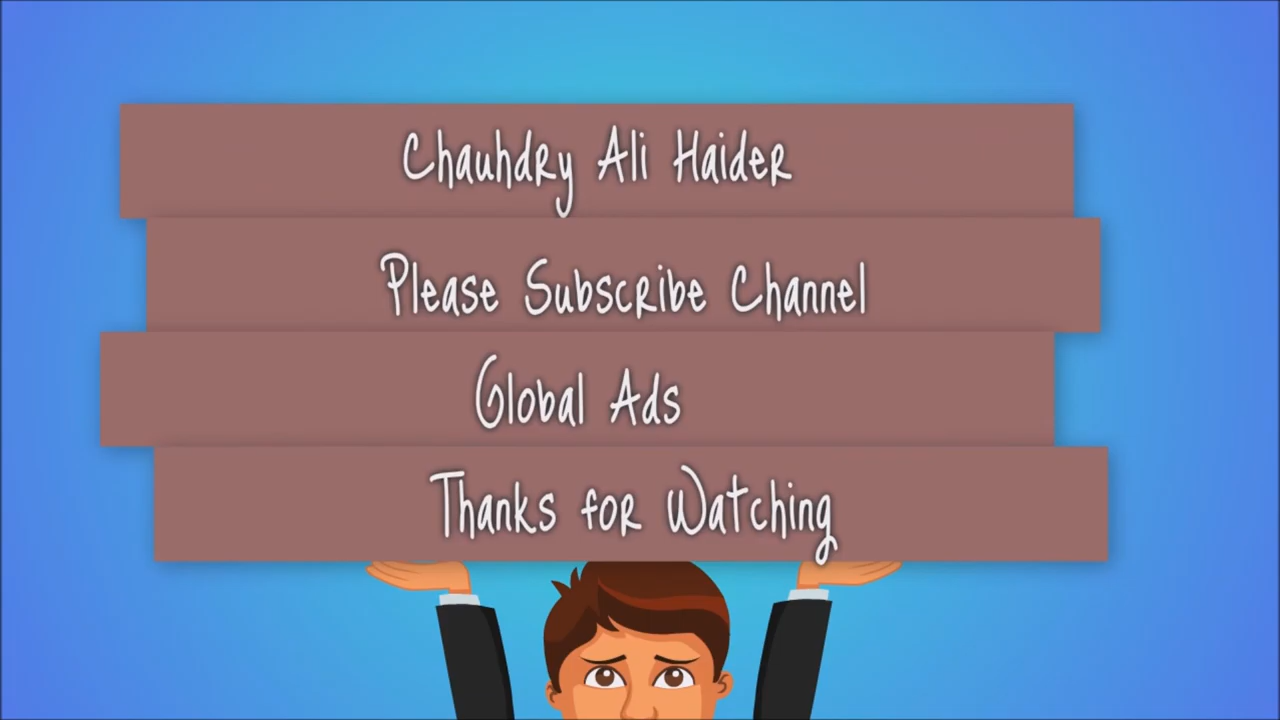 Chauhdry Ali Haider
Please Subscribe Channel
Global Ads
Thanks for Watching